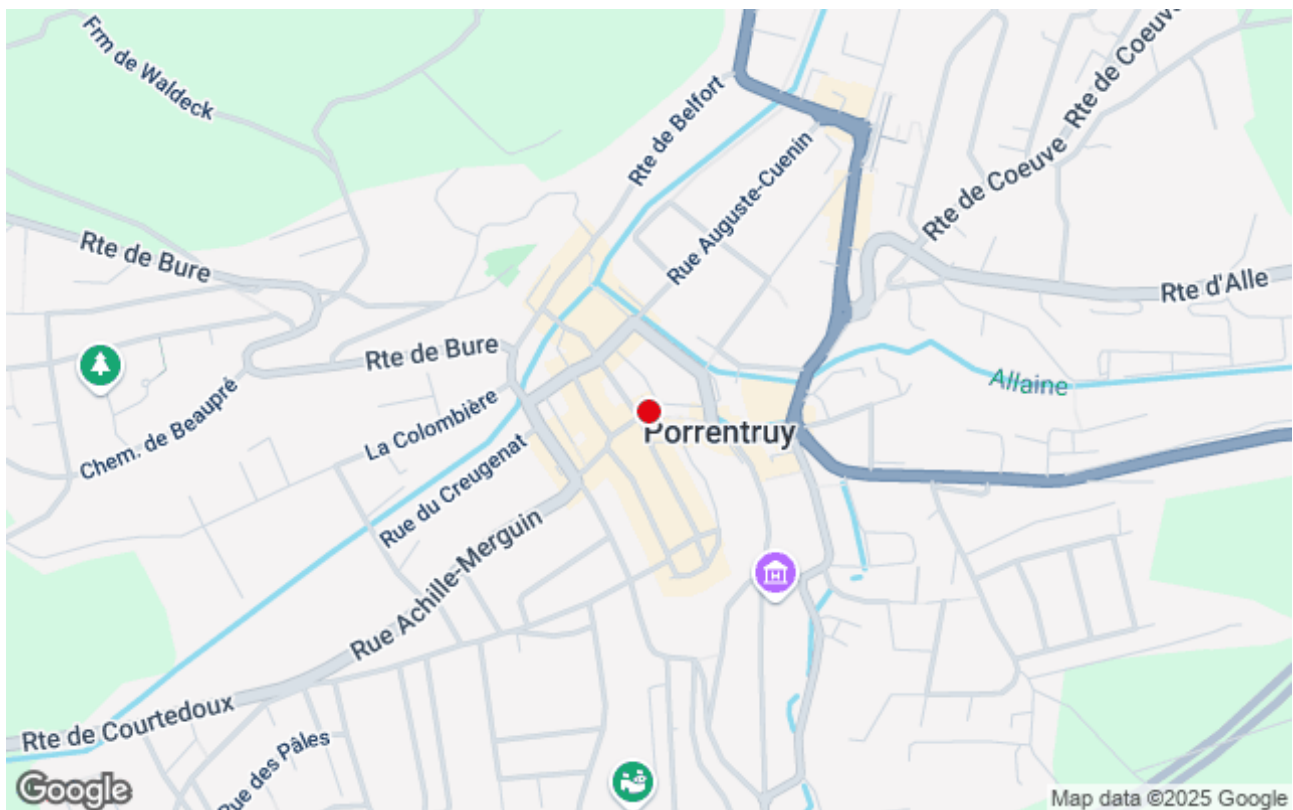 Frm de Waldeck
Rte de Belfort
Rue Auguste-Cuenin
Rte de Coeuve
Rte de Coeuve
Rte de Bure
Rte d'Alle
Rte de Bure
Allaine
Chem. de Beaupré
La Colombière
Porrentruy
Rue du Creugenat
H
Rue Achille-Merguin
Rte de Courtedoux
Rue des Pâles
Google
Map data ©2025 Google